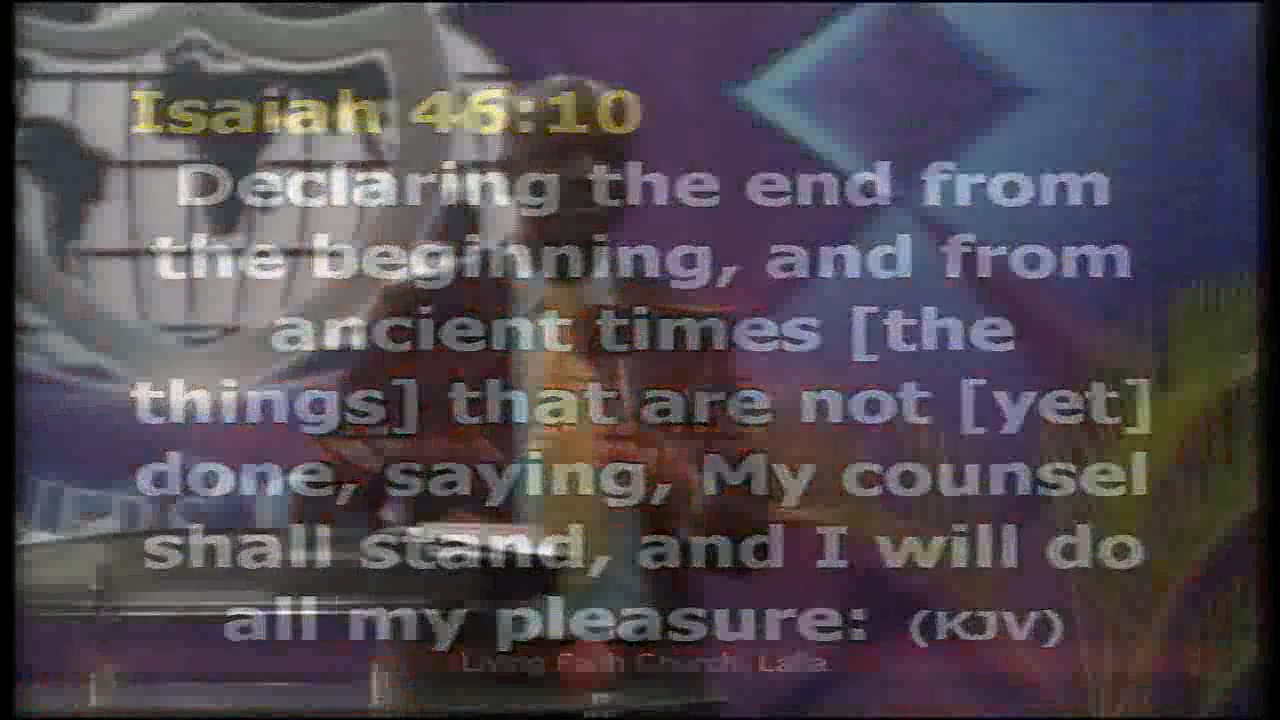 Isaiah 46:10
Declaring the end from
the beginning, and from
ancient times [the
things] that are not [yet]
done, saying, My counsel
shall stand, and I will do
all my pleasure: (KJV)
Living Faith Church, Lafia